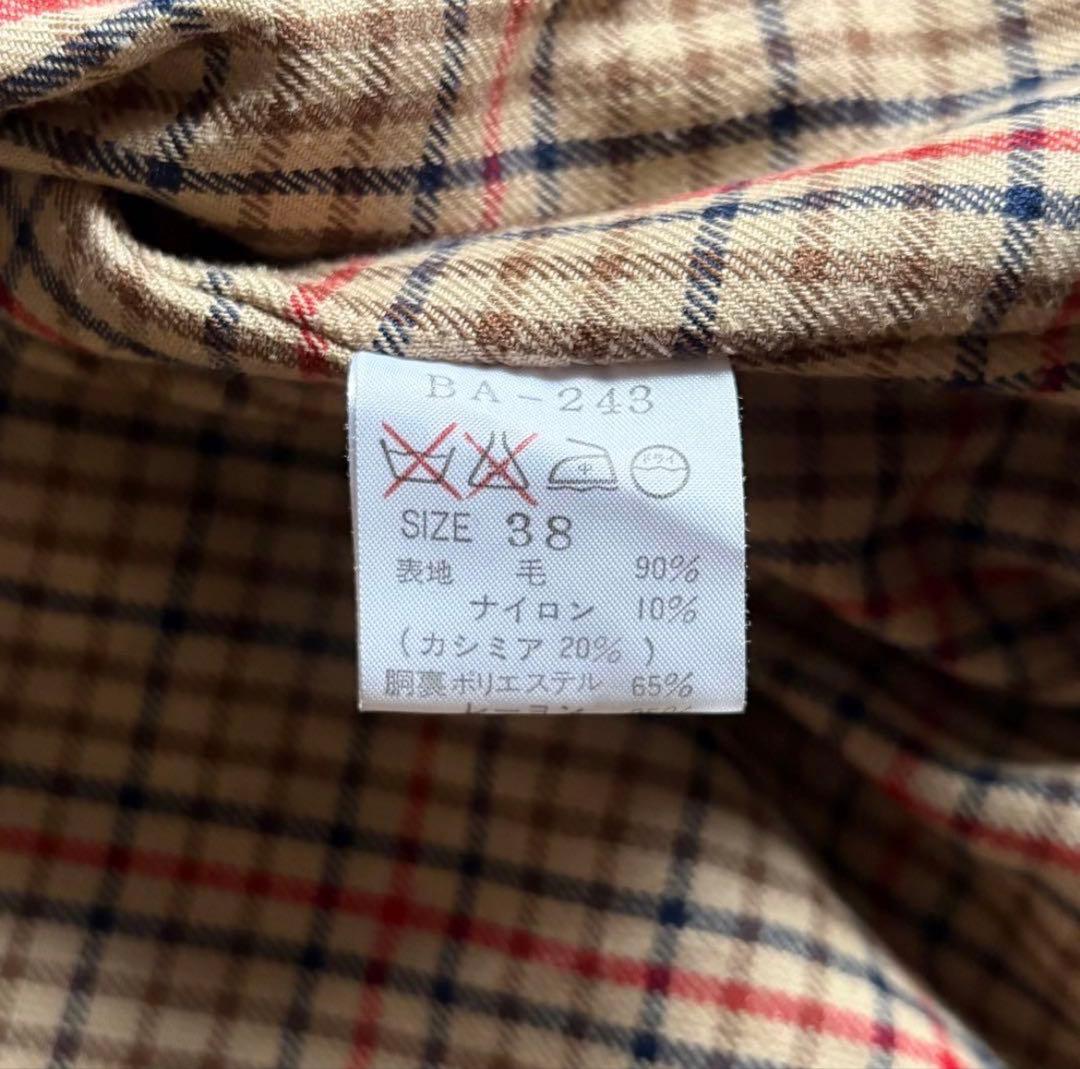 BA-243
中 ドライ
SIZE 38
表地 毛 90%
ナイロン 10%
(カシミア 20% )
胴裏ポリエステル 65%